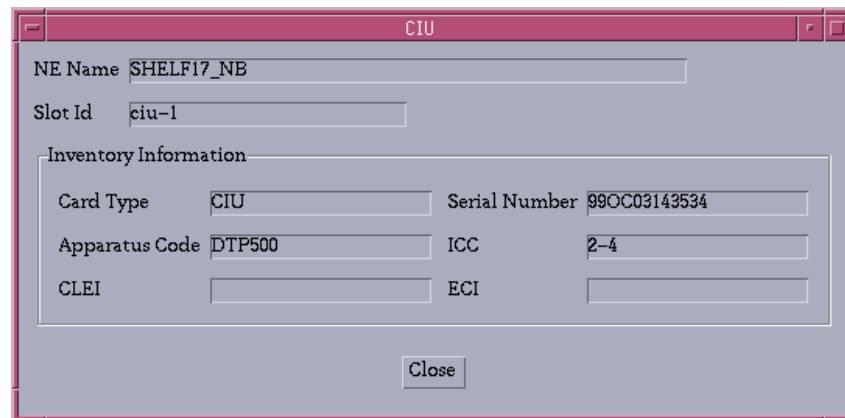 CIU
NE Name SHELF17_NB
Slot Id ciu-1
Inventory Information
Card Type CIU Serial Number 99OC03143534
Apparatus Code DTP500 ICC 2-4
CLEI ECI
Close